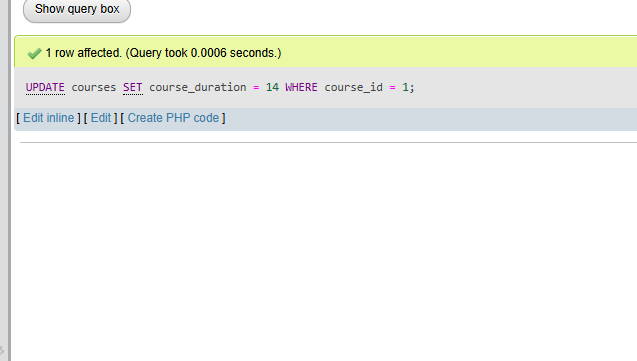 Show query box
1 row affected. (Query took 0.0006 seconds.)
UPDATE courses SET course_duration = 14 WHERE course_id = 1;
[ Edit inline ] [ Edit ] [ Create PHP code ]